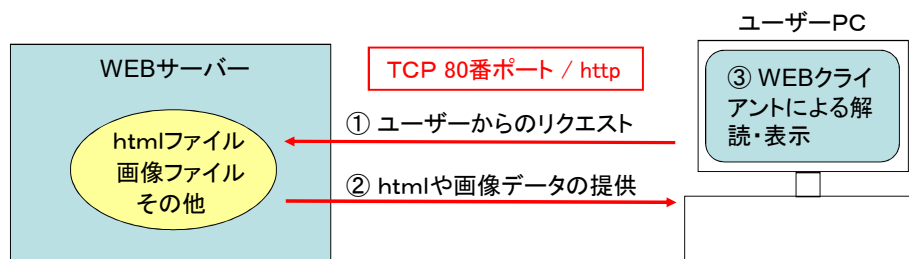 ユーザーPC
WEBサーバー
TCP 80番ポート / http
htmlファイル
画像ファイル
その他
① ユーザーからのリクエスト
② htmlや画像データの提供
③ WEBクライ
アントによる解
読・表示